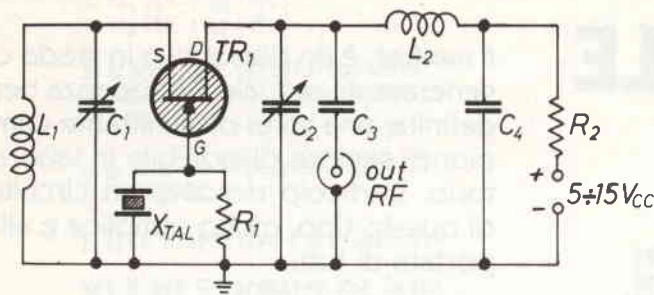 L₂
S D TR₁
L₁
C₁
G
C₂
C₃
C₄
R₂
out
RF
XTAL
R₁
+
5÷15Vcc
−